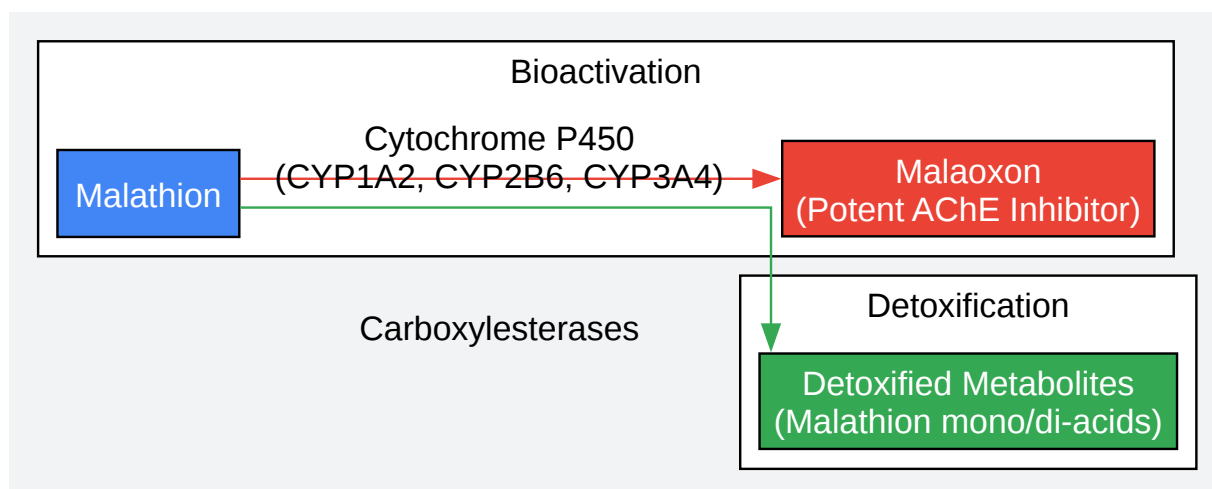 Bioactivation
Cytochrome P450
(CYP1A2, CYP2B6, CYP3A4)
Malathion
Malaoxon
(Potent AChE Inhibitor)
Carboxylesterases
Detoxification
Detoxified Metabolites
(Malathion mono/di-acids)